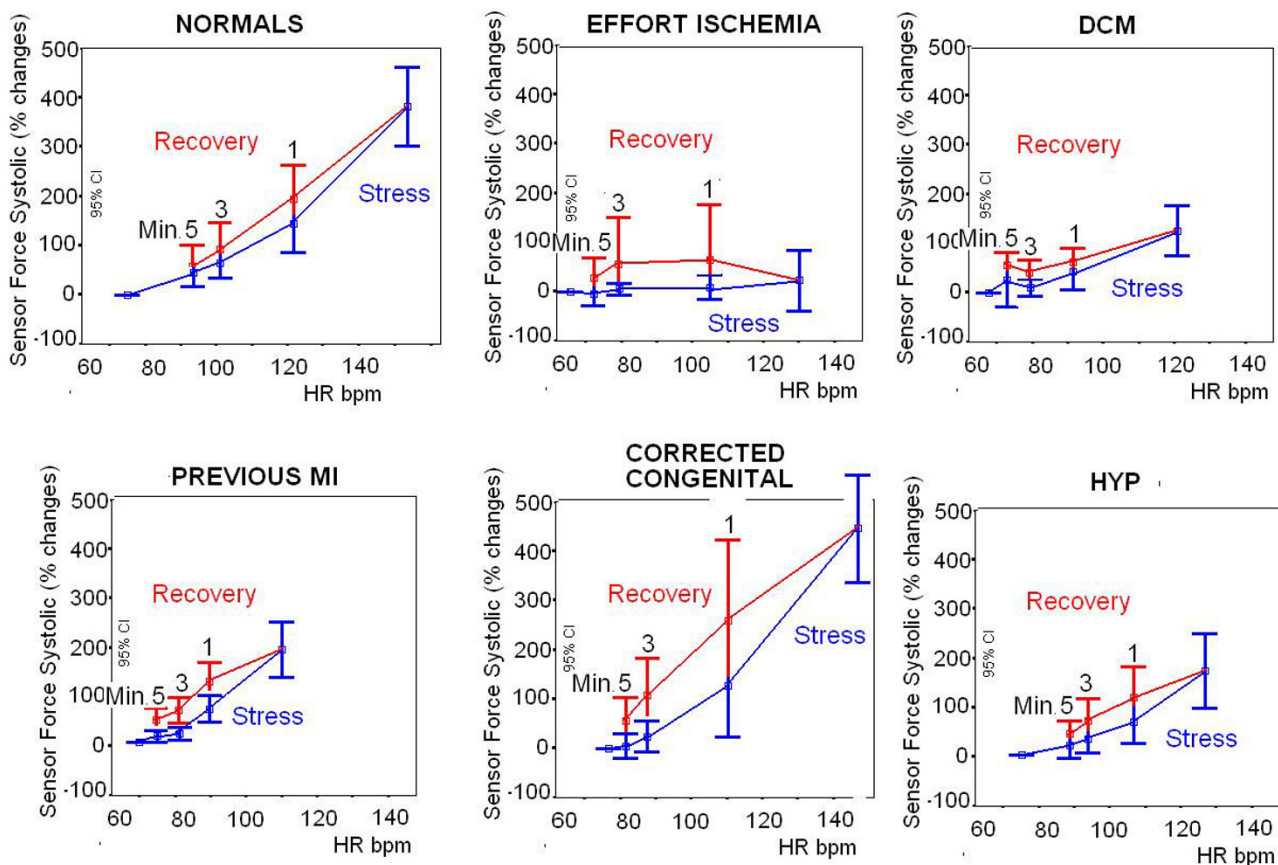 NORMALS
Sensor Force Systolic (% changes)
500
400
300
200
100
0
-100
95% CI
Recovery
Min.5
3
1
Stress
60
80
100
120
140
HR bpm
EFFORT ISCHEMIA
Sensor Force Systolic (% changes)
500
400
300
200
100
0
-100
95% CI
Recovery
Min.5
3
1
Stress
60
80
100
120
140
HR bpm
DCM
Sensor Force Systolic (% changes)
500
400
300
200
100
0
-100
95% CI
Recovery
Min.5
3
1
Stress
60
80
100
120
140
HR bpm
PREVIOUS MI
Sensor Force Systolic (% changes)
500
400
300
200
100
0
-100
95% CI
Recovery
Min.5
3
1
Stress
60
80
100
120
140
HR bpm
CORRECTED
CONGENITAL
Sensor Force Systolic (% changes)
500
400
300
200
100
0
-100
95% CI
Recovery
Min.5
3
1
Stress
60
80
100
120
140
HR bpm
HYP
Sensor Force Systolic (% changes)
500
400
300
200
100
0
-100
95% CI
Recovery
Min.5
3
1
Stress
60
80
100
120
140
HR bpm